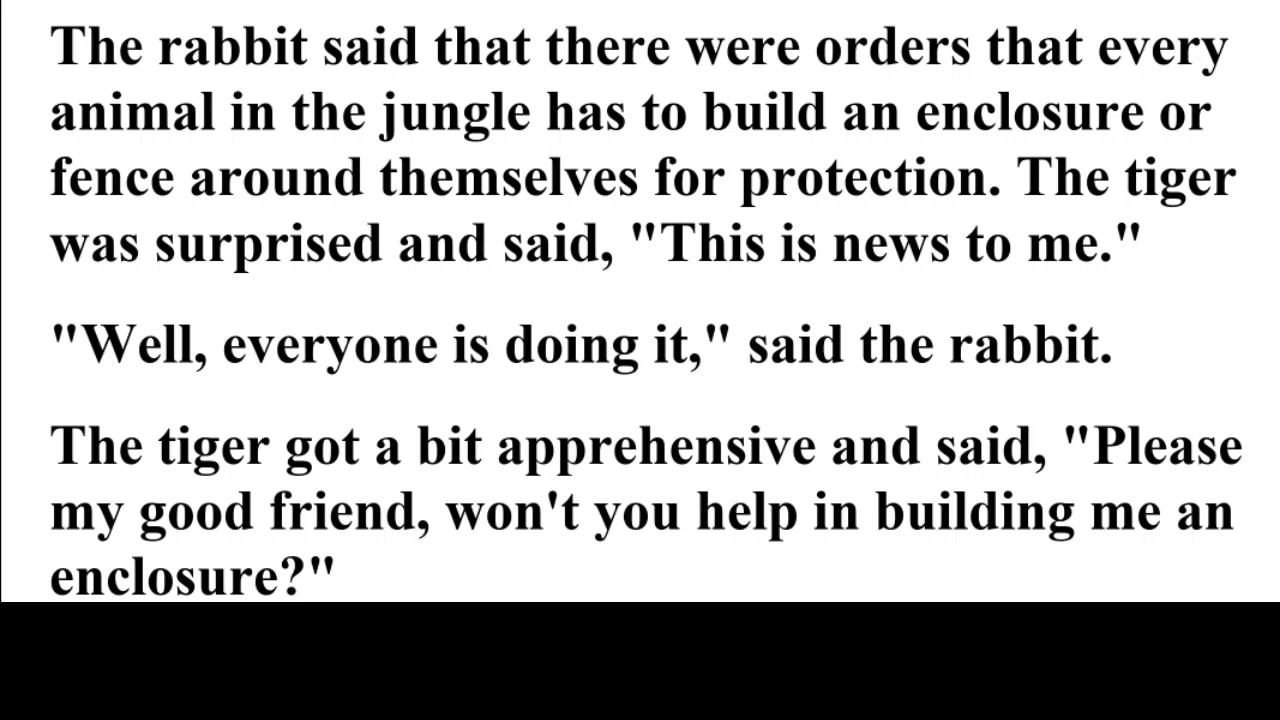 The rabbit said that there were orders that every
animal in the jungle has to build an enclosure or
fence around themselves for protection. The tiger
was surprised and said, "This is news to me."
"Well, everyone is doing it," said the rabbit.
The tiger got a bit apprehensive and said, "Please
my good friend, won't you help in building me an
enclosure?"